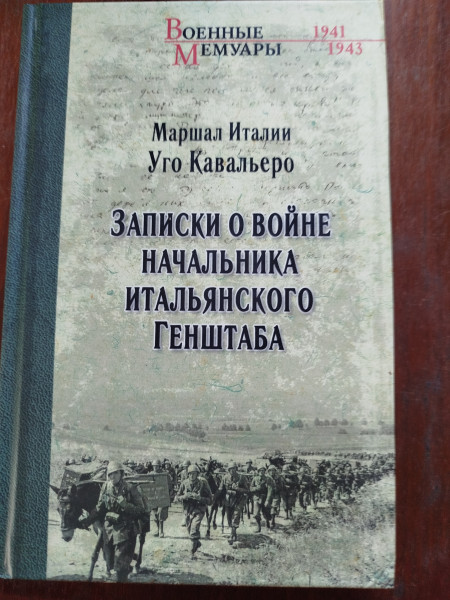 Военные 1941
Мемуары 1943
Маршал Италии
Уго Кавальеро
Записки о войне
начальника
итальянского
Генштаба